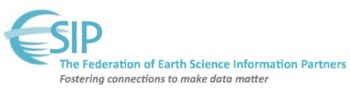 ESIP
The Federation of Earth Science Information Partners
Fostering connections to make data matter